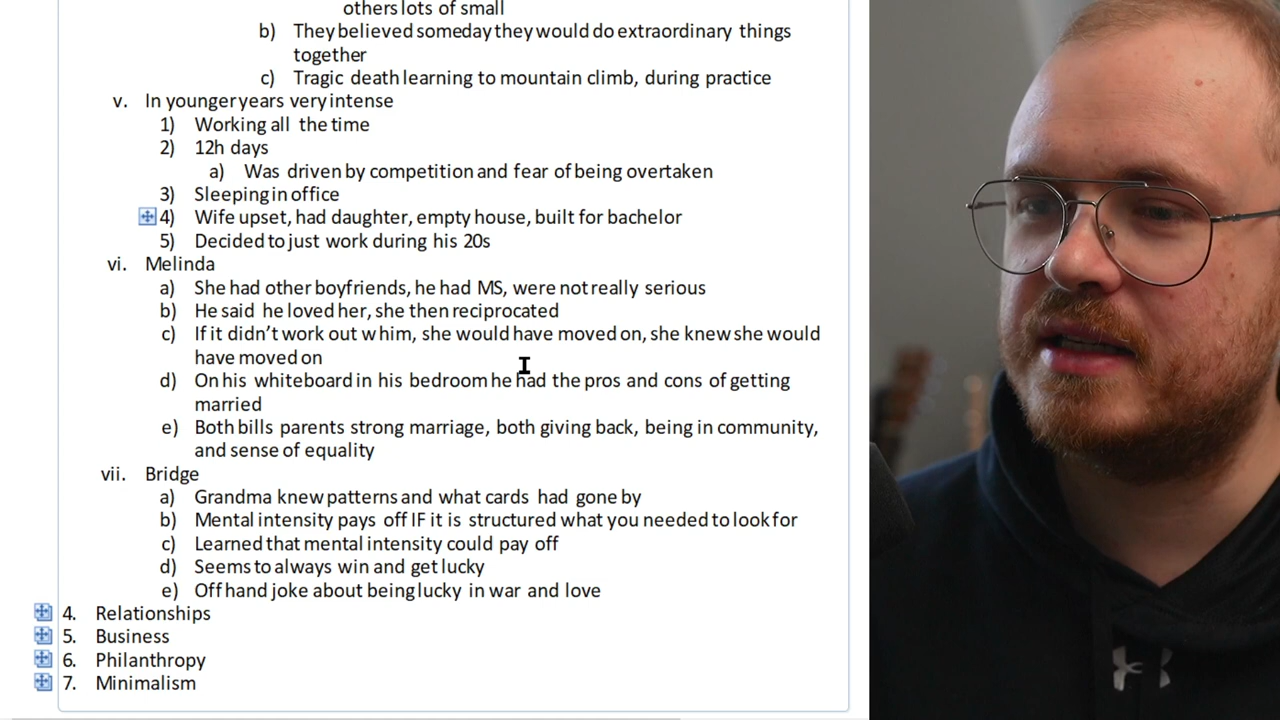 others lots of small
b) They believed someday they would do extraordinary things
together
c) Tragic death learning to mountain climb, during practice
v. In younger years very intense
1) Working all the time
2) 12h days
a) Was driven by competition and fear of being overtaken
3) Sleeping in office
4) Wife upset, had daughter, empty house, built for bachelor
5) Decided to just work during his 20s
vi. Melinda
a) She had other boyfriends, he had MS, were not really serious
b) He said he loved her, she then reciprocated
c) If it didn't work out w him, she would have moved on, she knew she would
have moved on
d) On his whiteboard in his bedroom he had the pros and cons of getting
married
e) Both bills parents strong marriage, both giving back, being in community,
and sense of equality
vii. Bridge
a) Grandma knew patterns and what cards had gone by
b) Mental intensity pays off IF it is structured what you needed to look for
c) Learned that mental intensity could pay off
d) Seems to always win and get lucky
e) Off hand joke about being lucky in war and love
4. Relationships
5. Business
6. Philanthropy
7. Minimalism